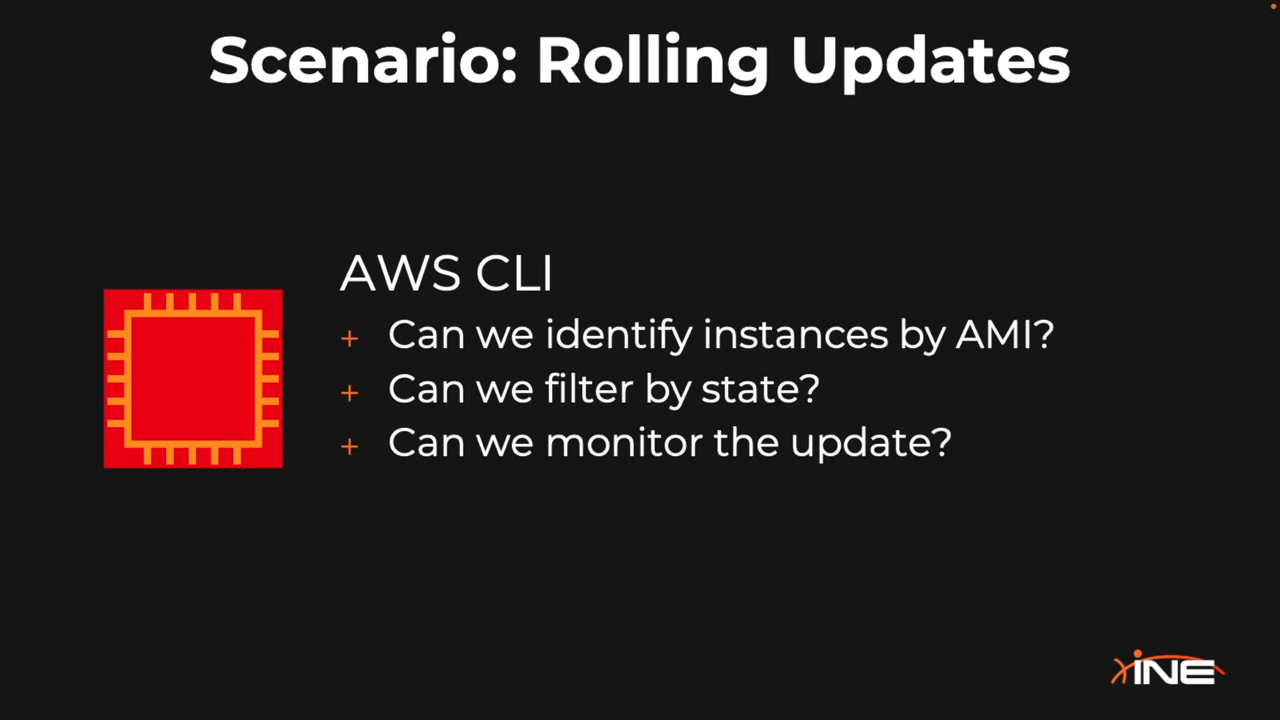 Scenario: Rolling Updates
AWS CLI
+ Can we identify instances by AMI?
+ Can we filter by state?
+ Can we monitor the update?
INE